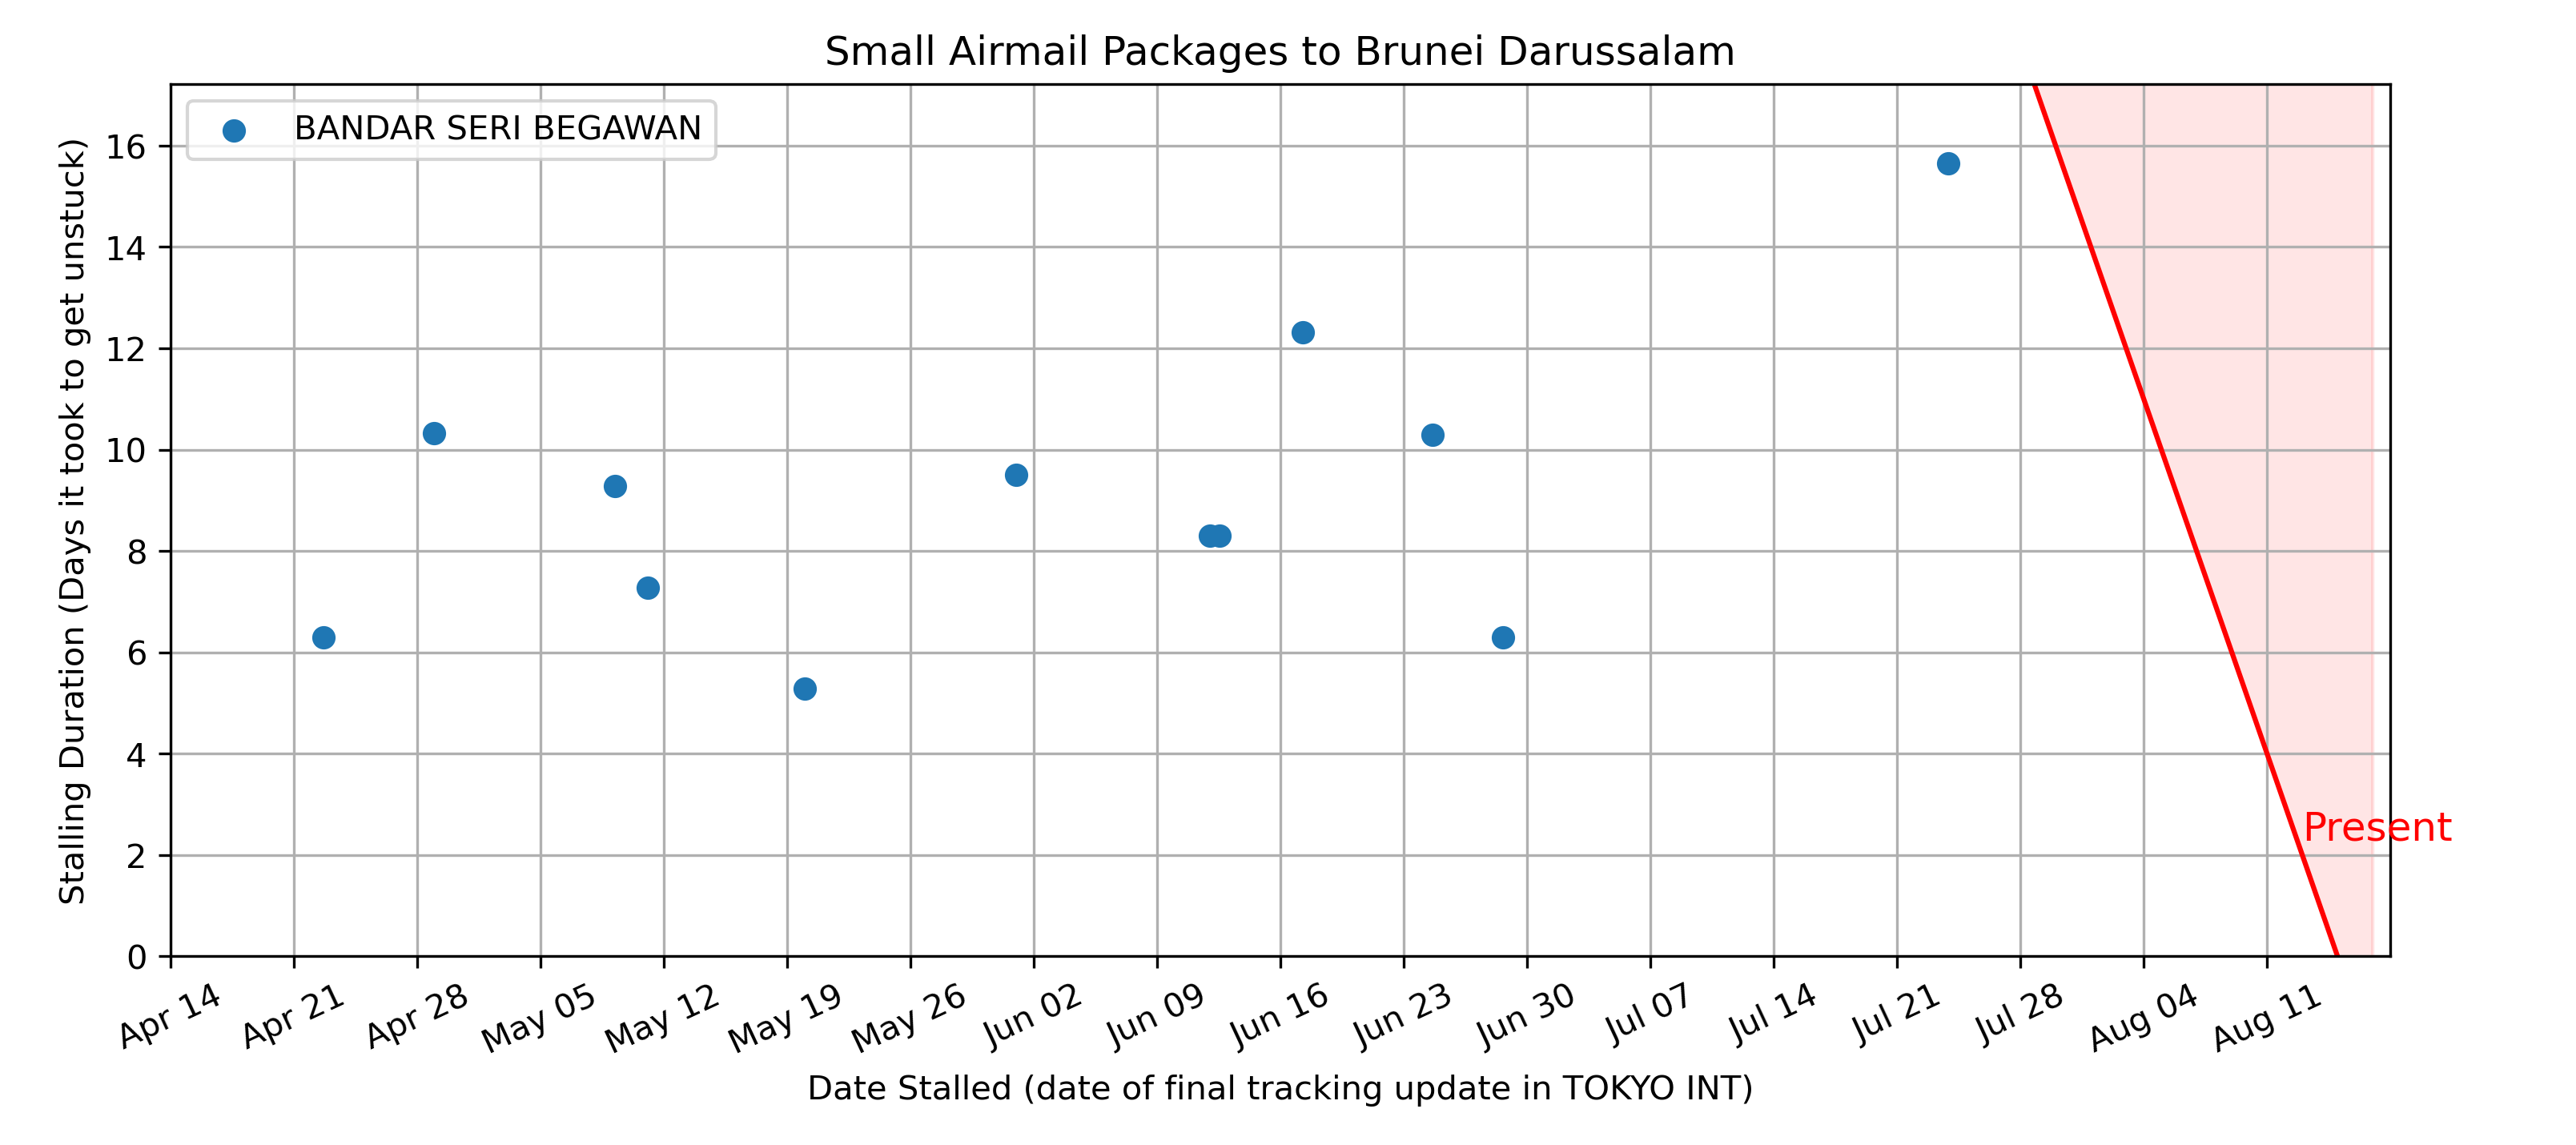 Small Airmail Packages to Brunei Darussalam
BANDAR SERI BEGAWAN
Stalling Duration (Days it took to get unstuck)
16
14
12
10
8
6
4
2
0
Present
Apr 14
Apr 21
Apr 28
May 05
May 12
May 19
May 26
Jun 02
Jun 09
Jun 16
Jun 23
Jun 30
Jul 07
Jul 14
Jul 21
Jul 28
Aug 04
Aug 11
Date Stalled (date of final tracking update in TOKYO INT)